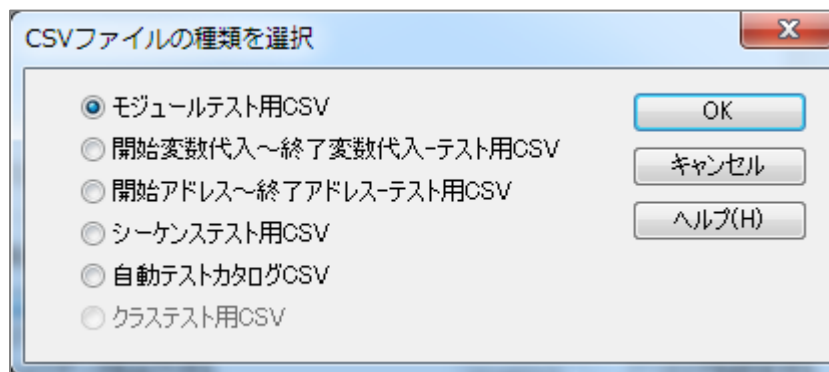 CSVファイルの種類を選択
モジュールテスト用CSV
開始変数代入～終了変数代入-テスト用CSV
開始アドレス～終了アドレス-テスト用CSV
シーケンステスト用CSV
自動テストカタログCSV
クラステスト用CSV
OK
キャンセル
ヘルプ(H)